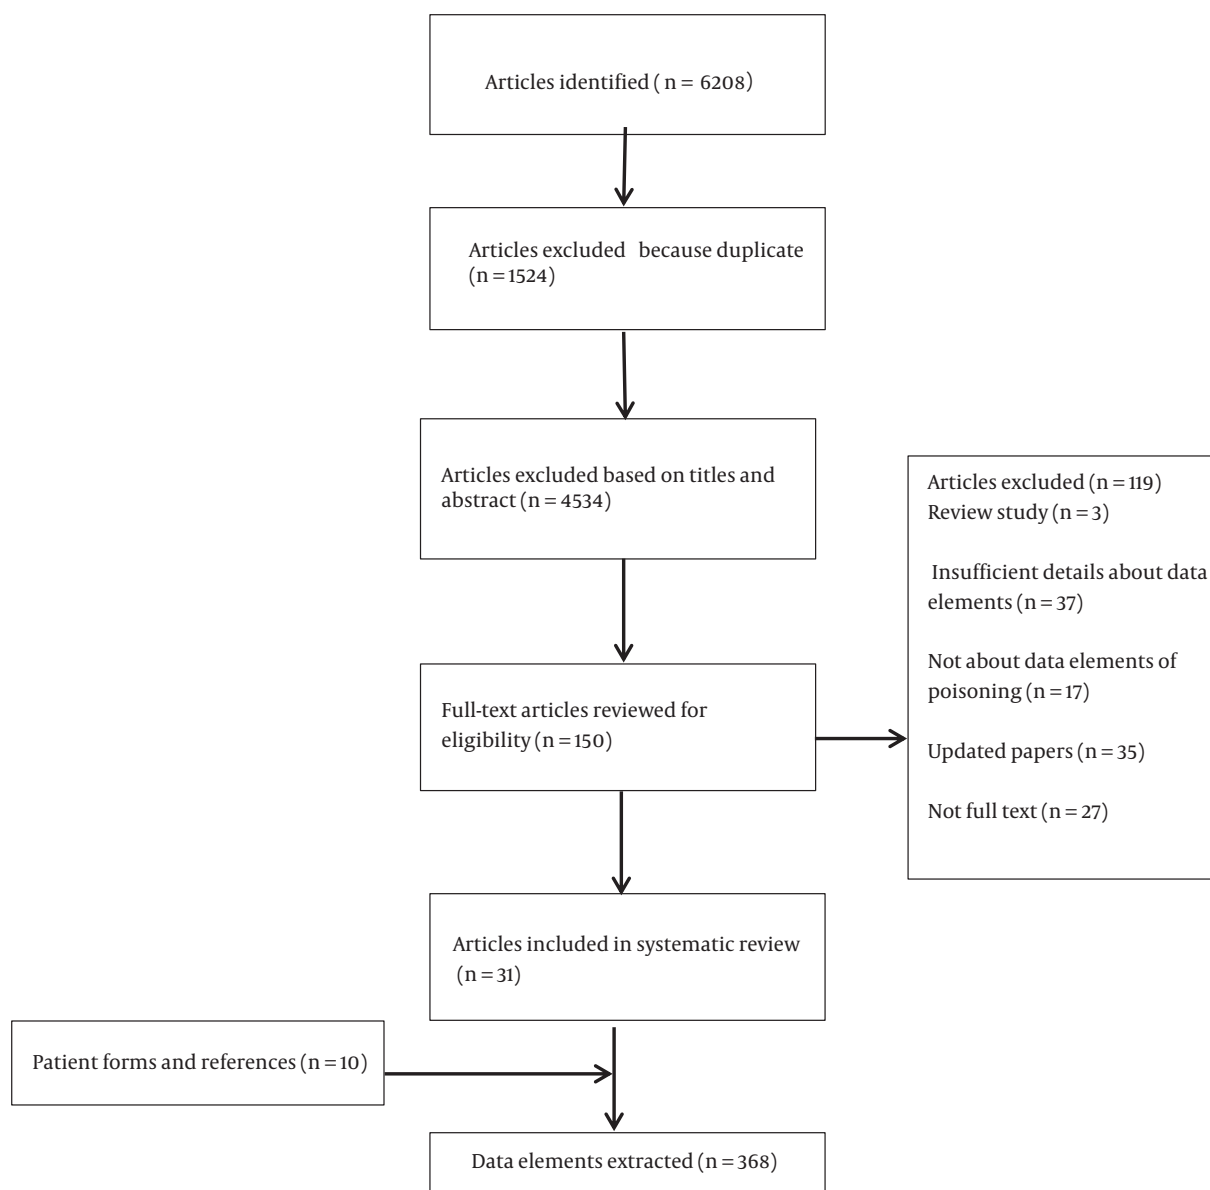 Articles identified ( n = 6208)
Articles excluded because duplicate
(n = 1524)
Articles excluded based on titles and
abstract (n = 4534)
Articles excluded (n = 119)
Review study (n = 3)
Insufficient details about data
elements (n = 37)
Not about data elements of
poisoning (n = 17)
Updated papers (n = 35)
Not full text (n = 27)
Full-text articles reviewed for
eligibility (n = 150)
Articles included in systematic review
(n = 31)
Patient forms and references (n = 10)
Data elements extracted (n = 368)